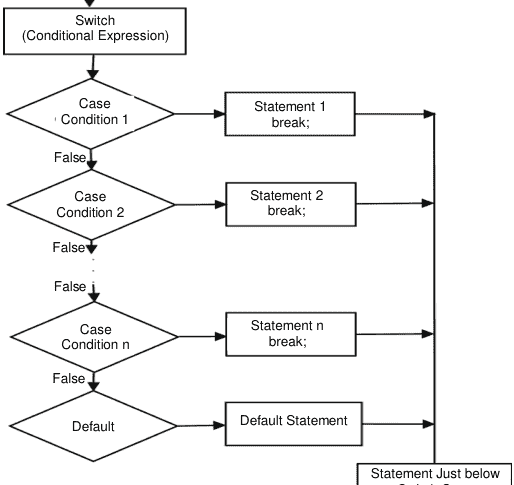 Switch
(Conditional Expression)
Case
Condition 1
Statement 1
break;
False
Case
Condition 2
Statement 2
break;
False
False
Case
Condition n
Statement n
break;
False
Default
Default Statement
Statement Just below